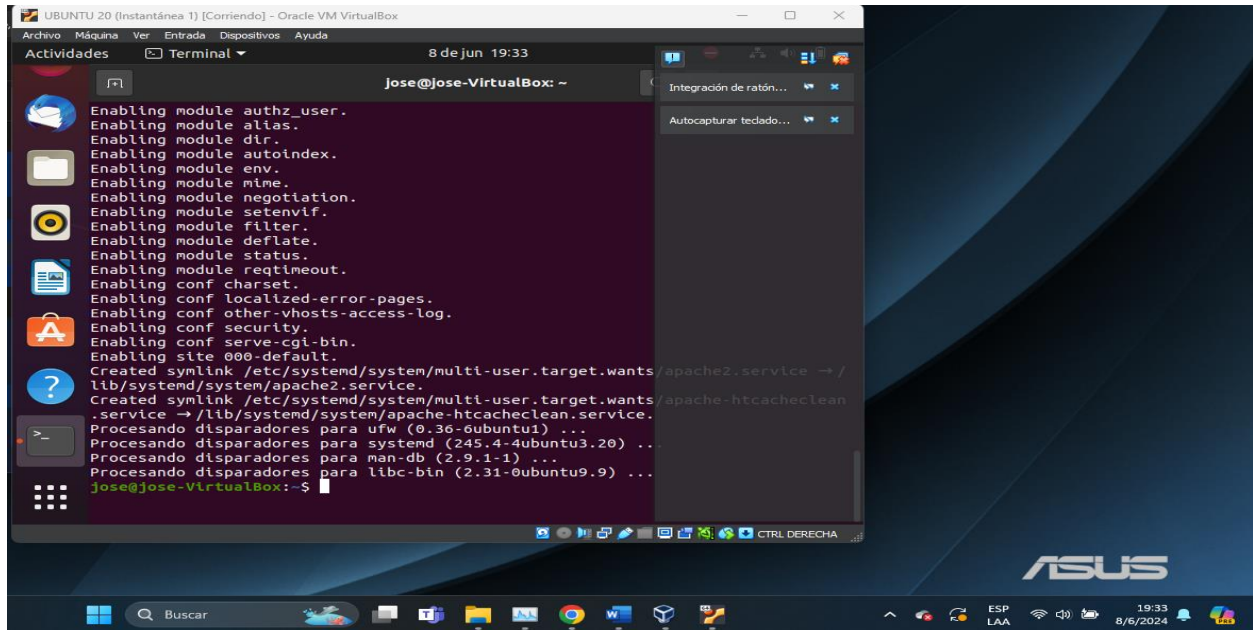 UBUNTU 20 (Instantánea 1) [Corriendo] - Oracle VM VirtualBox
Archivo Máquina Ver Entrada Dispositivos Ayuda
Actividades Terminal 8 de jun 19:33
jose@jose-VirtualBox: ~
Integración de ratón...
Autocapturar teclado...
Enabling module authz_user.
Enabling module alias.
Enabling module dir.
Enabling module autoindex.
Enabling module env.
Enabling module mime.
Enabling module negotiation.
Enabling module setenvif.
Enabling module filter.
Enabling module deflate.
Enabling module status.
Enabling module reqtimeout.
Enabling conf charset.
Enabling conf localized-error-pages.
Enabling conf other-vhosts-access-log.
Enabling conf security.
Enabling conf serve-cgi-bin.
Enabling site 000-default.
Created symlink /etc/systemd/system/multi-user.target.wants/apache2.service → /
lib/systemd/system/apache2.service.
Created symlink /etc/systemd/system/multi-user.target.wants/apache-htcacheclean
.service → /lib/systemd/system/apache-htcacheclean.service.
Procesando disparadores para ufw (0.36-6ubuntu1) ...
Procesando disparadores para systemd (245.4-4ubuntu3.20) ...
Procesando disparadores para man-db (2.9.1-1) ...
Procesando disparadores para libc-bin (2.31-0ubuntu9.9) ...
jose@jose-VirtualBox:~$
CTRL DERECHA
ASUS
Buscar
ESP
LAA
19:33
8/6/2024
PRE